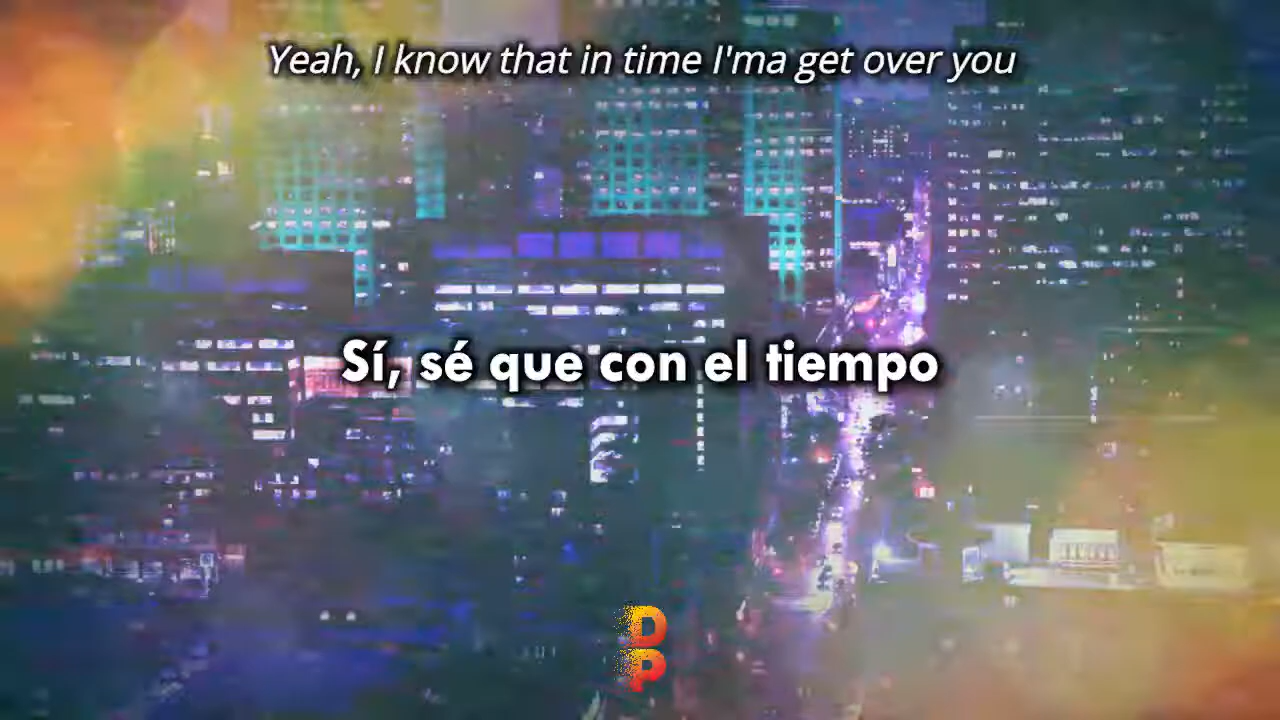 Yeah, I know that in time I'ma get over you
Sí, sé que con el tiempo
D
P